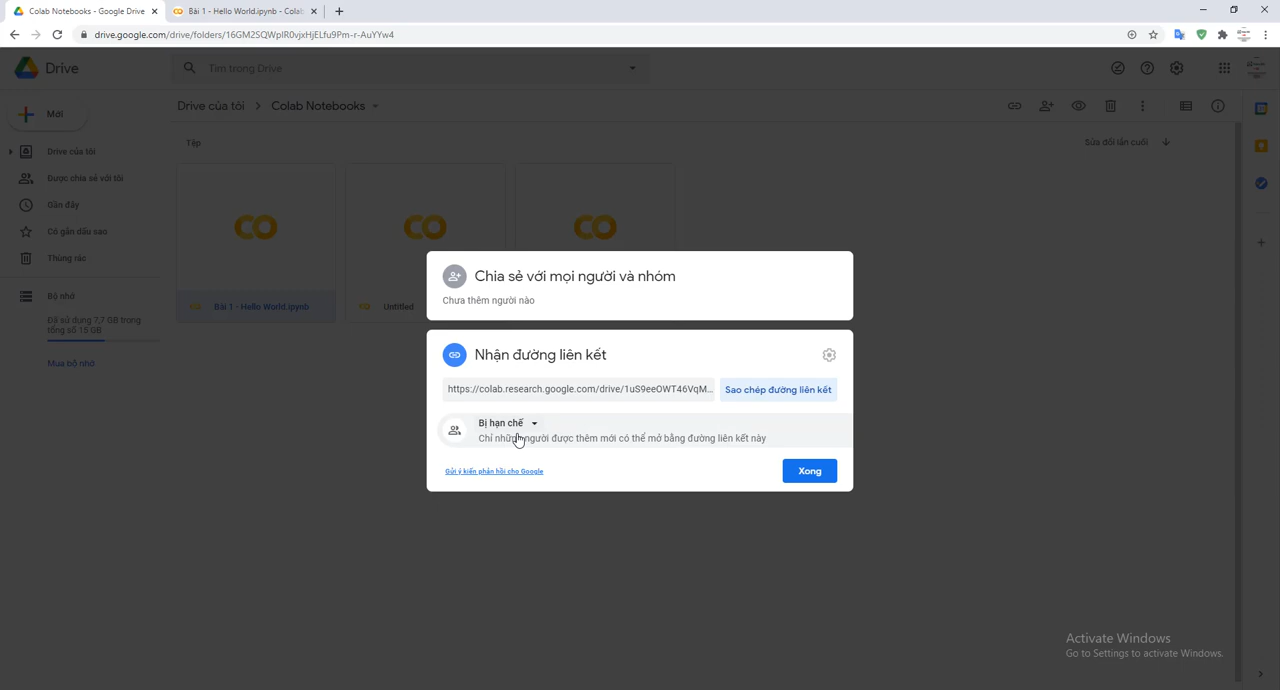 Colab Notebooks - Google Drive
Bài 1 - Hello World.ipynb - Colab
drive.google.com/drive/folders/16GM2SQWplR0vjxHjELfu9Pm-r-AuYYw4
Drive
Tìm trong Drive
Drive của tôi > Colab Notebooks
Mới
Tệp
Sửa đổi lần cuối
Drive của tôi
Được chia sẻ với tôi
Gần đây
Có gắn dấu sao
Thùng rác
Bộ nhớ
Đã sử dụng 7,7 GB trong
tổng số 15 GB
Mua bộ nhớ
Bài 1 - Hello World.ipynb
Untitled
Chia sẻ với mọi người và nhóm
Chưa thêm người nào
Nhận đường liên kết
https://colab.research.google.com/drive/1uS9eeOWT46VqM...
Sao chép đường liên kết
Bị hạn chế
Chỉ những người được thêm mới có thể mở bằng đường liên kết này
Gửi ý kiến phản hồi cho Google
Xong
Activate Windows
Go to Settings to activate Windows.